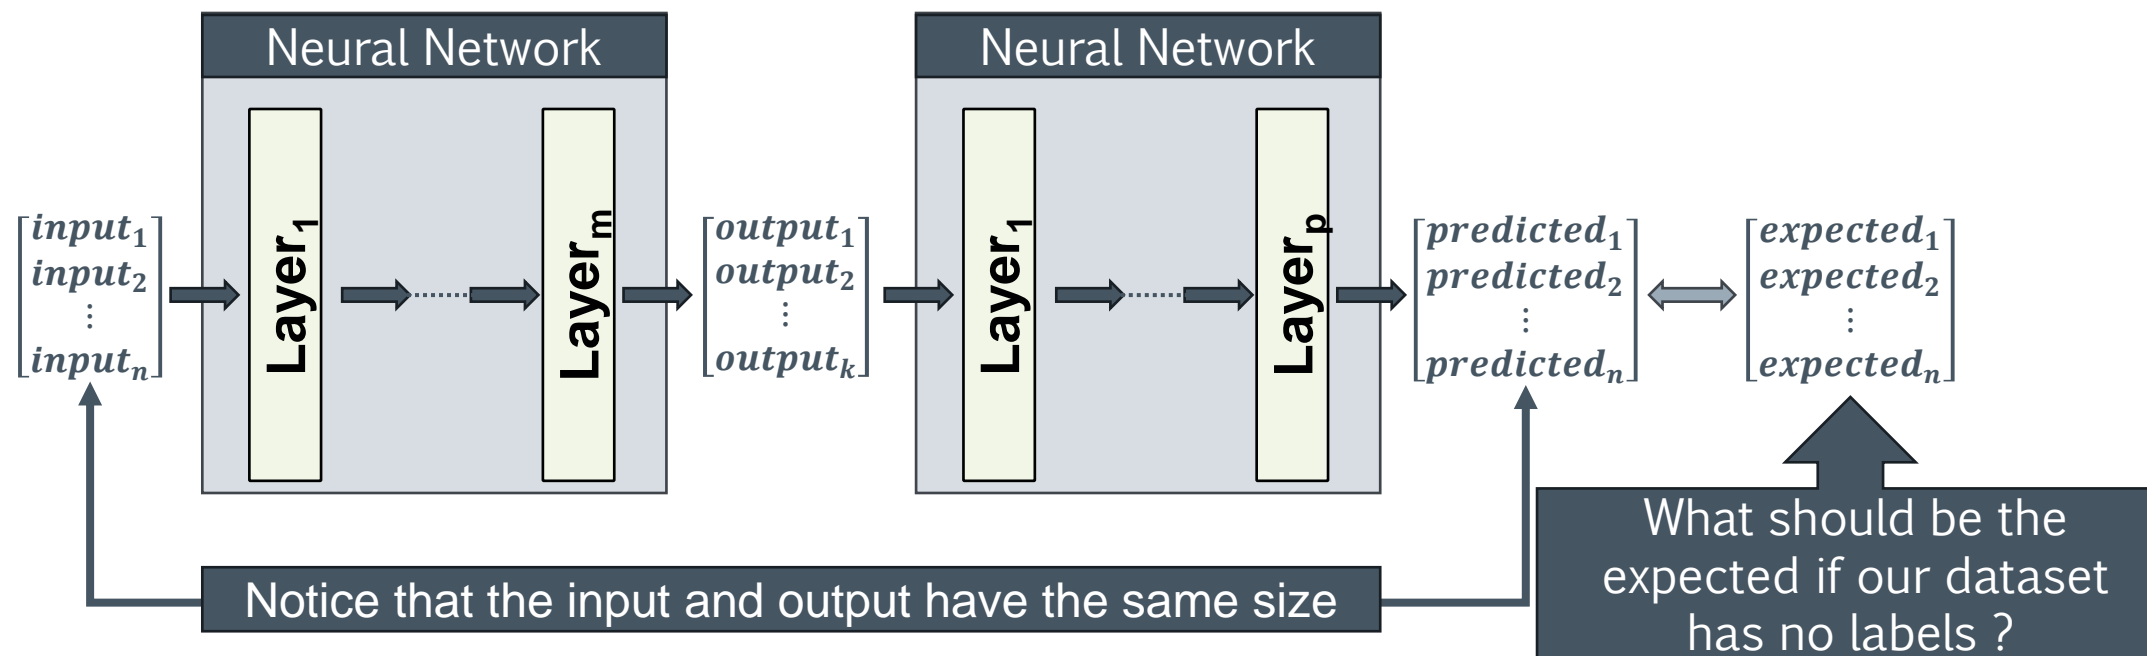 Neural Network
Neural Network
Layer₁
Layerₘ
Layer₁
Layerₚ
input₁
input₂
⋮
inputₙ
output₁
output₂
⋮
outputₖ
predicted₁
predicted₂
⋮
predictedₙ
expected₁
expected₂
⋮
expectedₙ
Notice that the input and output have the same size
What should be the
expected if our dataset
has no labels ?